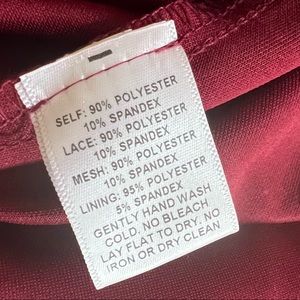 SELF: 90% POLYESTER
10% SPANDEX
LACE: 90% POLYESTER
10% SPANDEX
MESH: 90% POLYESTER
10% SPANDEX
LINING: 95% POLYESTER
5% SPANDEX
GENTLY HAND WASH
COLD. NO BLEACH
LAY FLAT TO DRY. NO
IRON OR DRY CLEAN